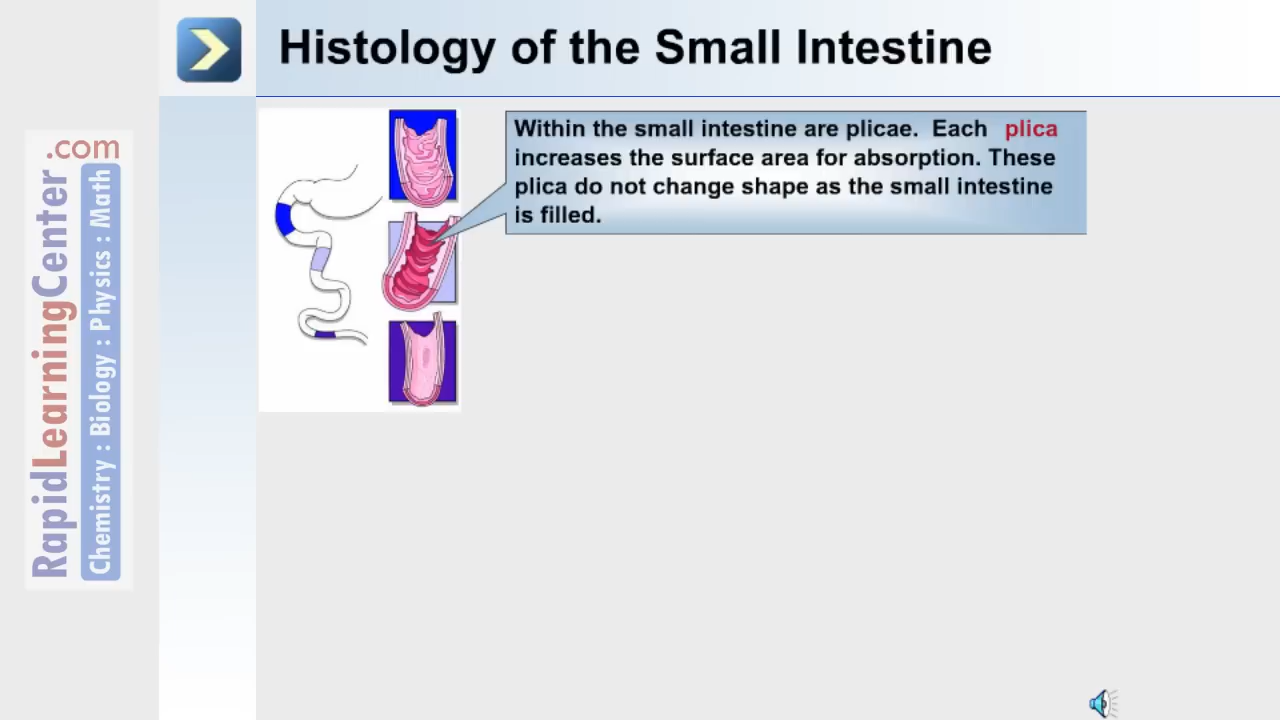 Histology of the Small Intestine
Within the small intestine are plicae. Each plica
increases the surface area for absorption. These
plica do not change shape as the small intestine
is filled.
RapidLearningCenter
.com
Chemistry : Biology : Physics : Math